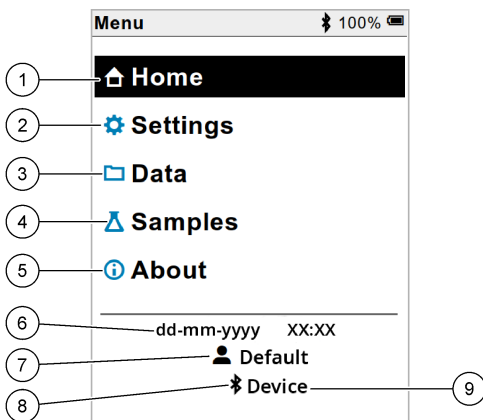 Menu 100%
1 Home
2 Settings
3 Data
4 Samples
5 About
6 dd-mm-yyyy XX:XX
7 Default
8 Device 9